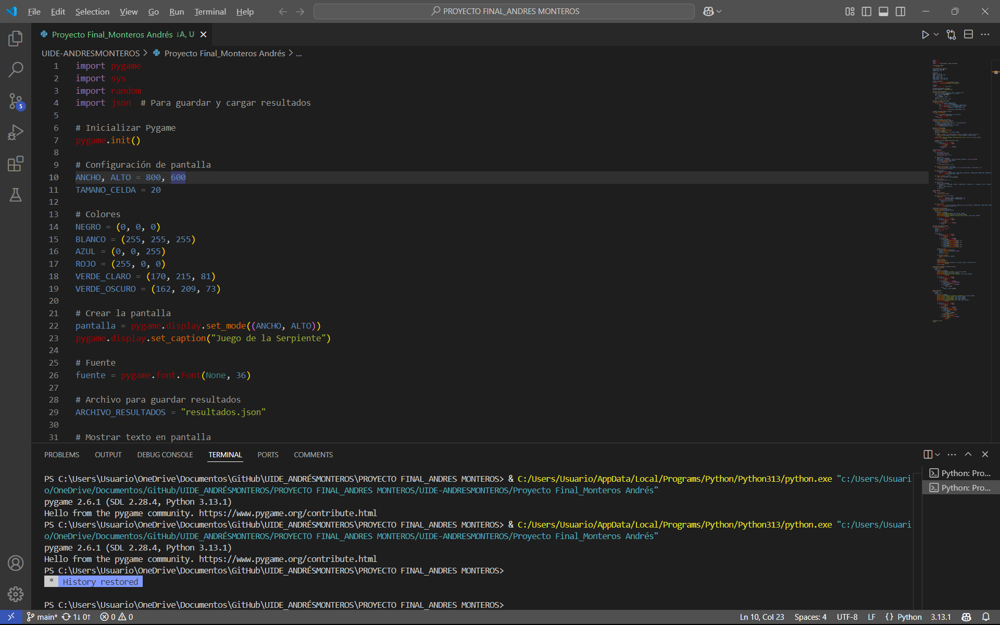 File Edit Selection View Go Run Terminal Help
PROYECTO FINAL_ANDRES MONTEROS
Proyecto Final_Monteros Andrés ↓A, U
UIDE-ANDRESMONTEROS > Proyecto Final_Monteros Andrés > ...
1 import pygame
2 import sys
3 import random
4 import json # Para guardar y cargar resultados
5
6 # Inicializar Pygame
7 pygame.init()
8
9 # Configuración de pantalla
10 ANCHO, ALTO = 800, 600
11 TAMANO_CELDA = 20
12
13 # Colores
14 NEGRO = (0, 0, 0)
15 BLANCO = (255, 255, 255)
16 AZUL = (0, 0, 255)
17 ROJO = (255, 0, 0)
18 VERDE_CLARO = (170, 215, 81)
19 VERDE_OSCURO = (162, 209, 73)
20
21 # Crear la pantalla
22 pantalla = pygame.display.set_mode((ANCHO, ALTO))
23 pygame.display.set_caption("Juego de la Serpiente")
24
25 # Fuente
26 fuente = pygame.font.Font(None, 36)
27
28 # Archivo para guardar resultados
29 ARCHIVO_RESULTADOS = "resultados.json"
30
31 # Mostrar texto en pantalla
5
PROBLEMS OUTPUT DEBUG CONSOLE TERMINAL PORTS COMMENTS
PS C:\Users\Usuario\OneDrive\Documentos\GitHub\UIDE_ANDRÉSMONTEROS\PROYECTO FINAL_ANDRES MONTEROS> & C:/Users/Usuario/AppData/Local/Programs/Python/Python313/python.exe "c:/Users/Usuari
o/OneDrive/Documentos/GitHub/UIDE_ANDRÉSMONTEROS/PROYECTO FINAL_ANDRES MONTEROS/UIDE-ANDRESMONTEROS/Proyecto Final_Monteros Andrés"
pygame 2.6.1 (SDL 2.28.4, Python 3.13.1)
Hello from the pygame community. https://www.pygame.org/contribute.html
PS C:\Users\Usuario\OneDrive\Documentos\GitHub\UIDE_ANDRÉSMONTEROS\PROYECTO FINAL_ANDRES MONTEROS> & C:/Users/Usuario/AppData/Local/Programs/Python/Python313/python.exe "c:/Users/Usuari
o/OneDrive/Documentos/GitHub/UIDE_ANDRÉSMONTEROS/PROYECTO FINAL_ANDRES MONTEROS/UIDE-ANDRESMONTEROS/Proyecto Final_Monteros Andrés"
pygame 2.6.1 (SDL 2.28.4, Python 3.13.1)
Hello from the pygame community. https://www.pygame.org/contribute.html
PS C:\Users\Usuario\OneDrive\Documentos\GitHub\UIDE_ANDRÉSMONTEROS\PROYECTO FINAL_ANDRES MONTEROS>
* History restored
PS C:\Users\Usuario\OneDrive\Documentos\GitHub\UIDE_ANDRÉSMONTEROS\PROYECTO FINAL_ANDRES MONTEROS>
Python: Pro...
Python: Pro...
main* 1↓ 0↑ 0 0
Ln 10, Col 23 Spaces: 4 UTF-8 LF {} Python 3.13.1